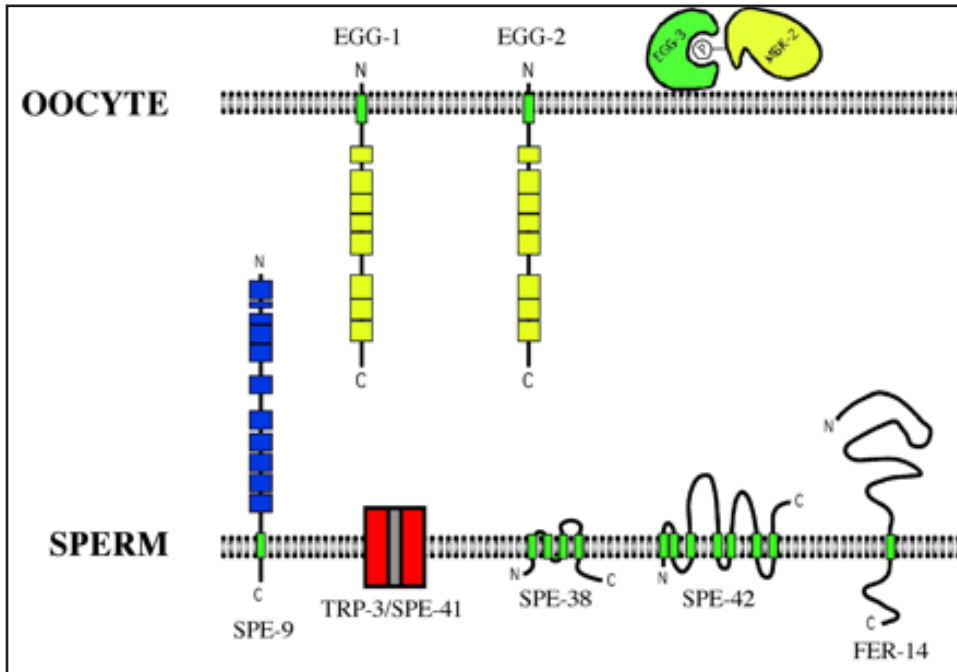 EGG-1
EGG-2
EGG-3
P
MBK-2
N
N
OOCYTE
N
C
C
N
C
SPERM
N
C
N
C
TRP-3/SPE-41
SPE-38
SPE-42
C
SPE-9
FER-14